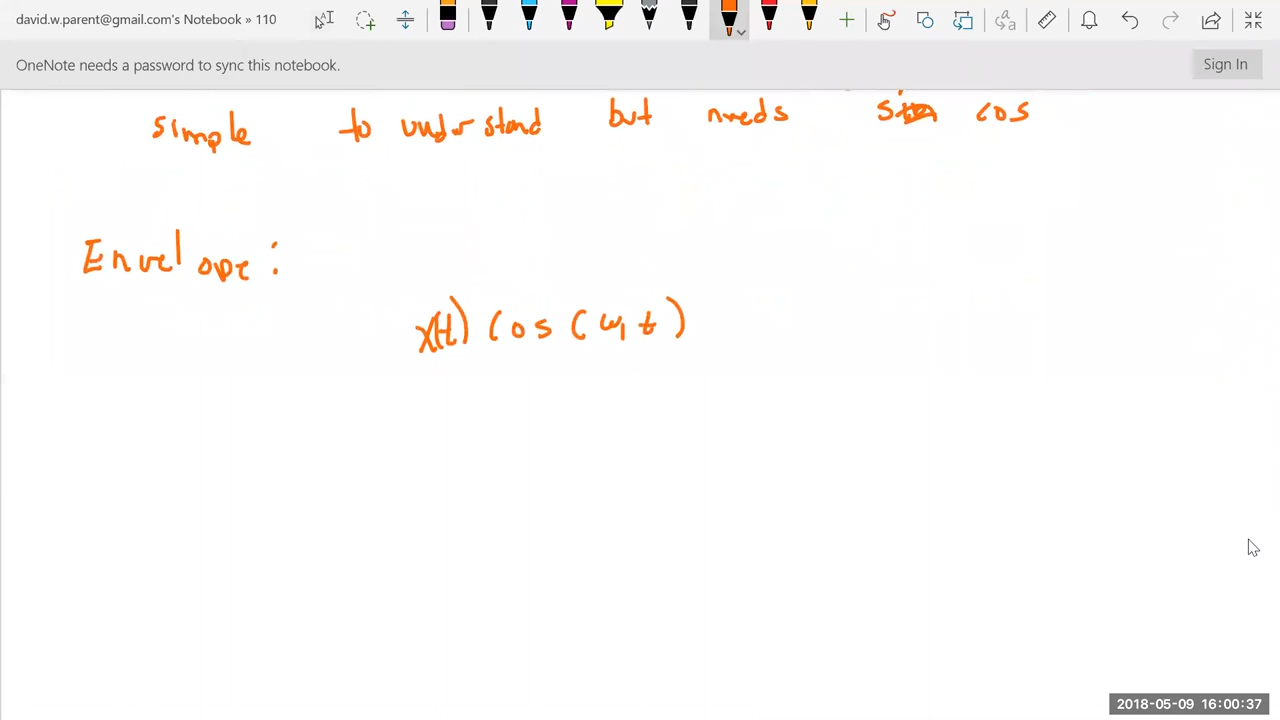 david.w.parent@gmail.com's Notebook » 110
OneNote needs a password to sync this notebook.
Sign In
simple to understand but needs cos
Envelope:
x(t) cos(ω₁t)
2018-05-09 16:00:37